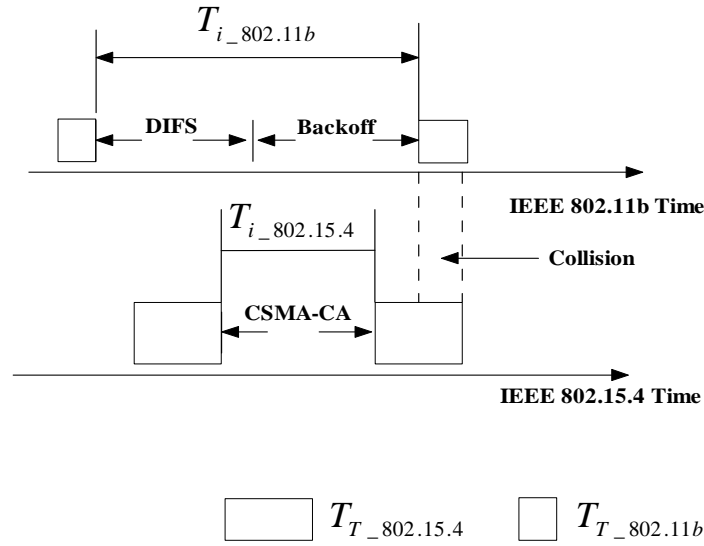 T_{i_802.11b}
DIFS Backoff
IEEE 802.11b Time
T_{i_802.15.4}
Collision
CSMA-CA
IEEE 802.15.4 Time
T_{T_802.15.4} T_{T_802.11b}